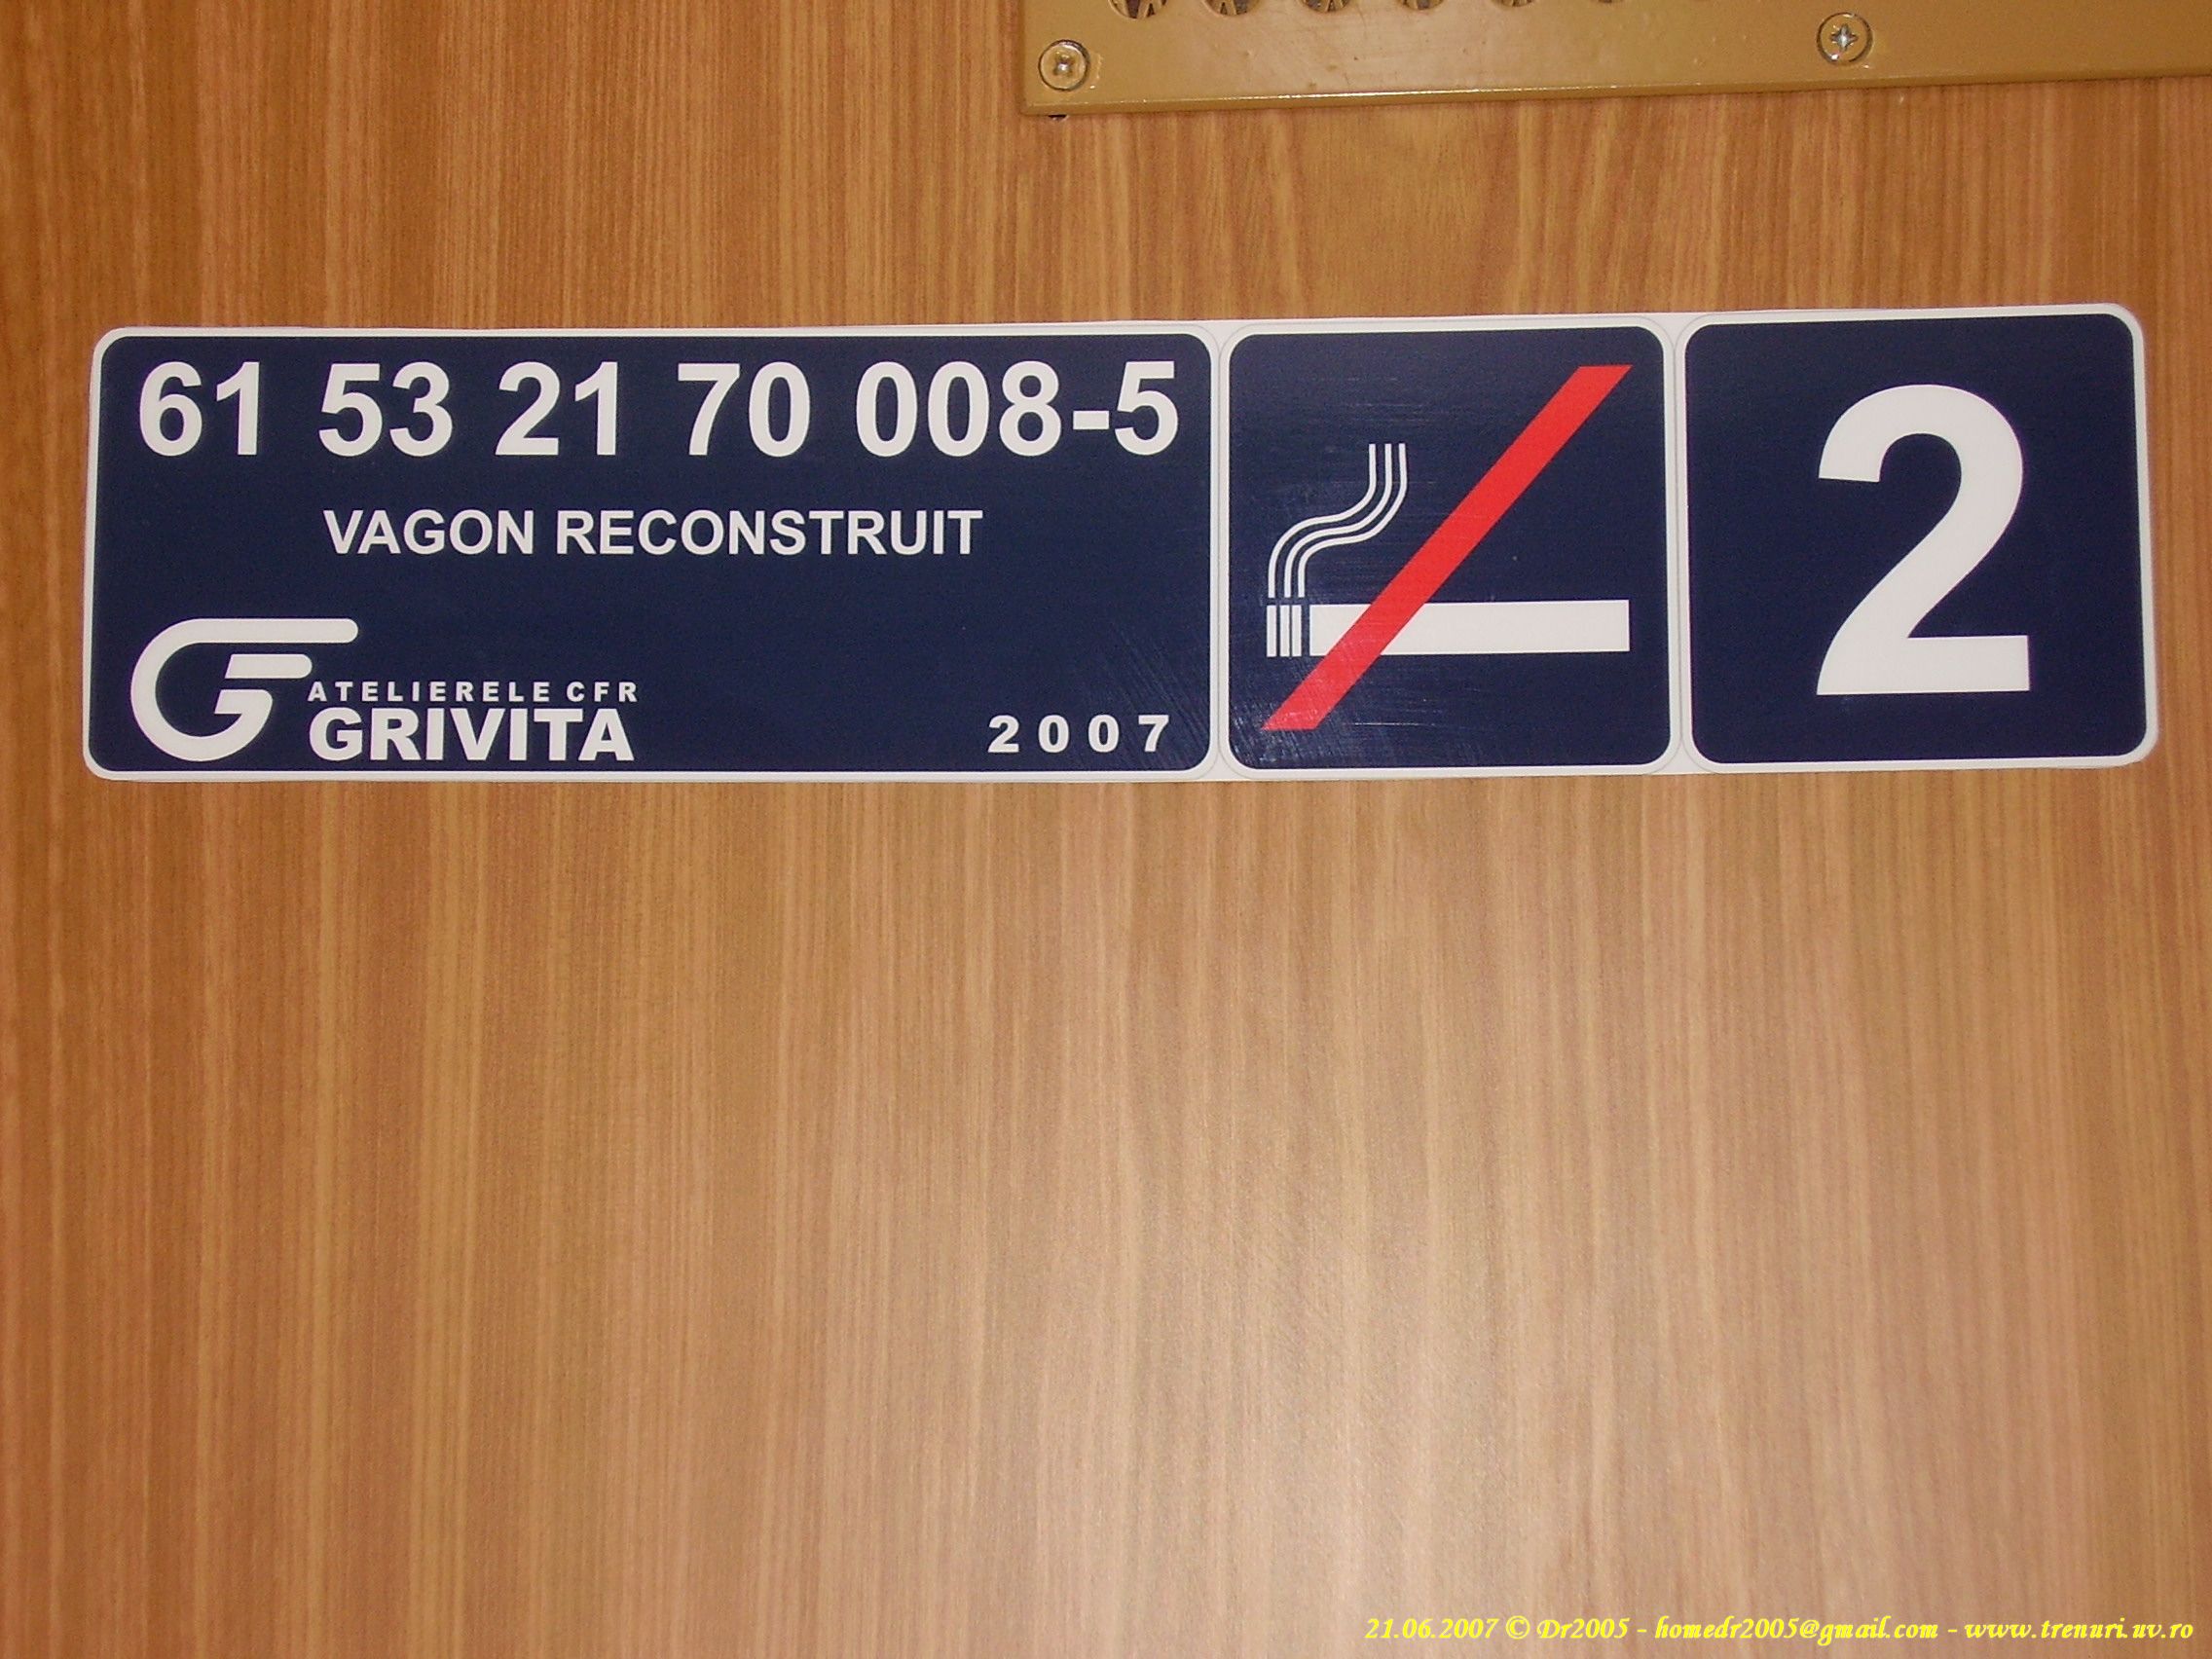 61 53 21 70 008-5
VAGON RECONSTRUIT
ATELIERELE CFR
GRIVITA
2007
2
21.06.2007 © Dr2005 - homedr2005@gmail.com - www.trenuri.uv.ro